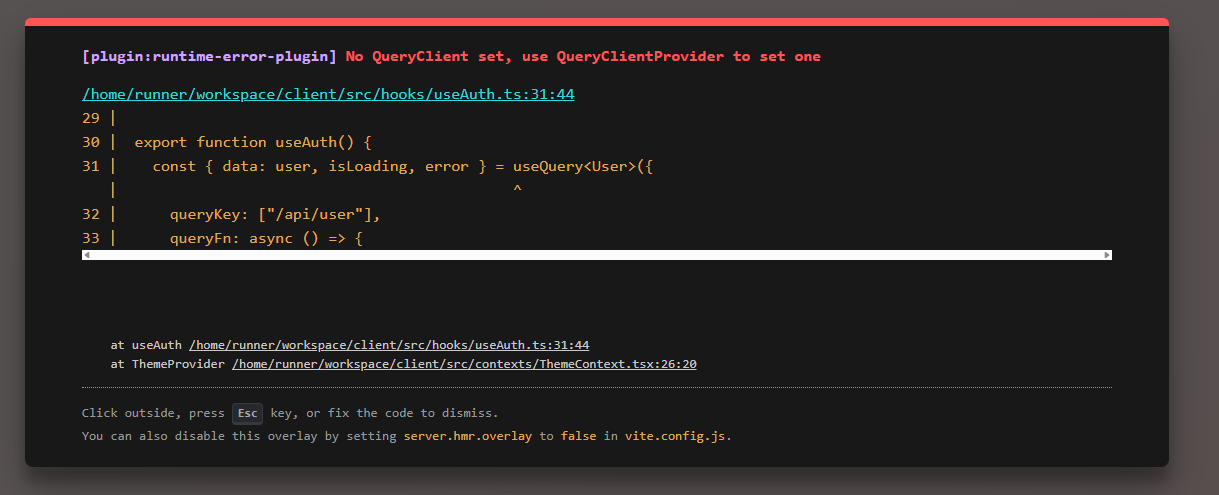 [plugin:runtime-error-plugin] No QueryClient set, use QueryClientProvider to set one
/home/runner/workspace/client/src/hooks/useAuth.ts:31:44
29 |
30 |  export function useAuth() {
31 |    const { data: user, isLoading, error } = useQuery<User>({
   |                                             ^
32 |      queryKey: ["/api/user"],
33 |      queryFn: async () => {
at useAuth /home/runner/workspace/client/src/hooks/useAuth.ts:31:44
at ThemeProvider /home/runner/workspace/client/src/contexts/ThemeContext.tsx:26:20
Click outside, press Esc key, or fix the code to dismiss.
You can also disable this overlay by setting server.hmr.overlay to false in vite.config.js.